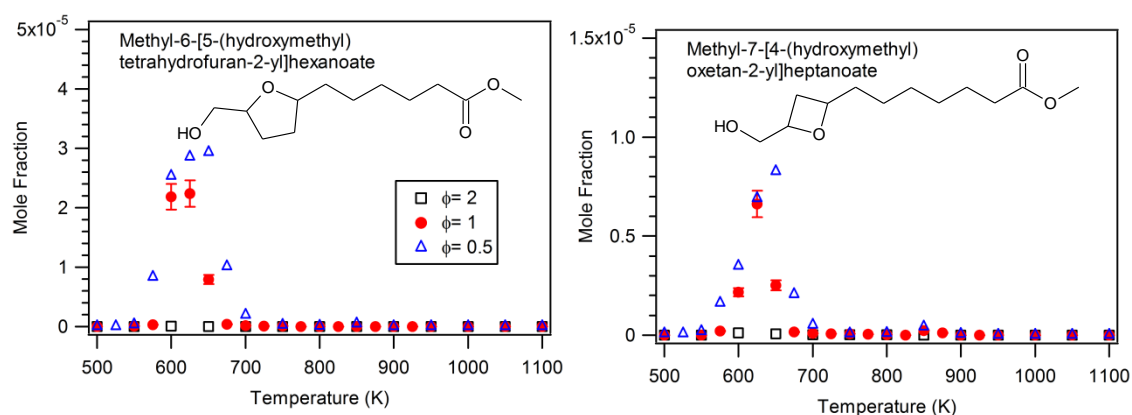 5x10-5
4
3
2
1
0
Mole Fraction
Methyl-6-[5-(hydroxymethyl)
tetrahydrofuran-2-yl]hexanoate
O
O
O
HO
ϕ= 2
ϕ= 1
ϕ= 0.5
500 600 700 800 900 1000 1100
Temperature (K)
1.5x10-5
1.0
0.5
0.0
Mole Fraction
Methyl-7-[4-(hydroxymethyl)
oxetan-2-yl]heptanoate
O
O
HO
O
500 600 700 800 900 1000 1100
Temperature (K)